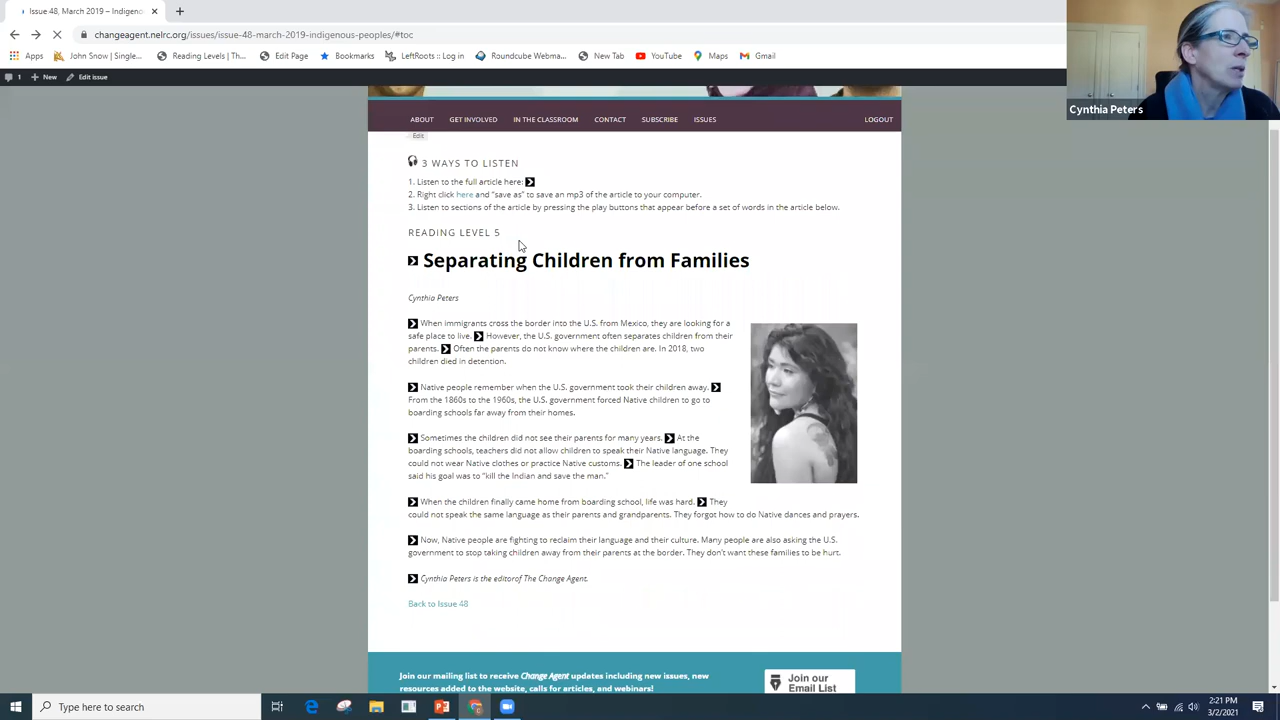 Issue 48, March 2019 – Indigeno
changeagent.nelrc.org/issues/issue-48-march-2019-indigenous-peoples/#toc
Apps John Snow | Single... Reading Levels | Th... Edit Page Bookmarks LeftRoots :: Log in Roundcube Webma... New Tab YouTube Maps Gmail
1 New Edit issue
Cynthia Peters
ABOUT GET INVOLVED IN THE CLASSROOM CONTACT SUBSCRIBE ISSUES LOGOUT
Edit
3 WAYS TO LISTEN
1. Listen to the full article here:
2. Right click here and “save as” to save an mp3 of the article to your computer.
3. Listen to sections of the article by pressing the play buttons that appear before a set of words in the article below.
READING LEVEL 5
Separating Children from Families
Cynthia Peters
When immigrants cross the border into the U.S. from Mexico, they are looking for a
safe place to live. However, the U.S. government often separates children from their
parents. Often the parents do not know where the children are. In 2018, two
children died in detention.
Native people remember when the U.S. government took their children away.
From the 1860s to the 1960s, the U.S. government forced Native children to go to
boarding schools far away from their homes.
Sometimes the children did not see their parents for many years. At the
boarding schools, teachers did not allow children to speak their Native language. They
could not wear Native clothes or practice Native customs. The leader of one school
said his goal was to “kill the Indian and save the man.”
When the children finally came home from boarding school, life was hard. They
could not speak the same language as their parents and grandparents. They forgot how to do Native dances and prayers.
Now, Native people are fighting to reclaim their language and their culture. Many people are also asking the U.S.
government to stop taking children away from their parents at the border. They don’t want these families to be hurt.
Cynthia Peters is the editorof The Change Agent.
Back to Issue 48
Join our mailing list to receive Change Agent updates including new issues, new
resources added to the website, calls for articles, and webinars!
Join our
Email List
Type here to search
2:21 PM
3/2/2021